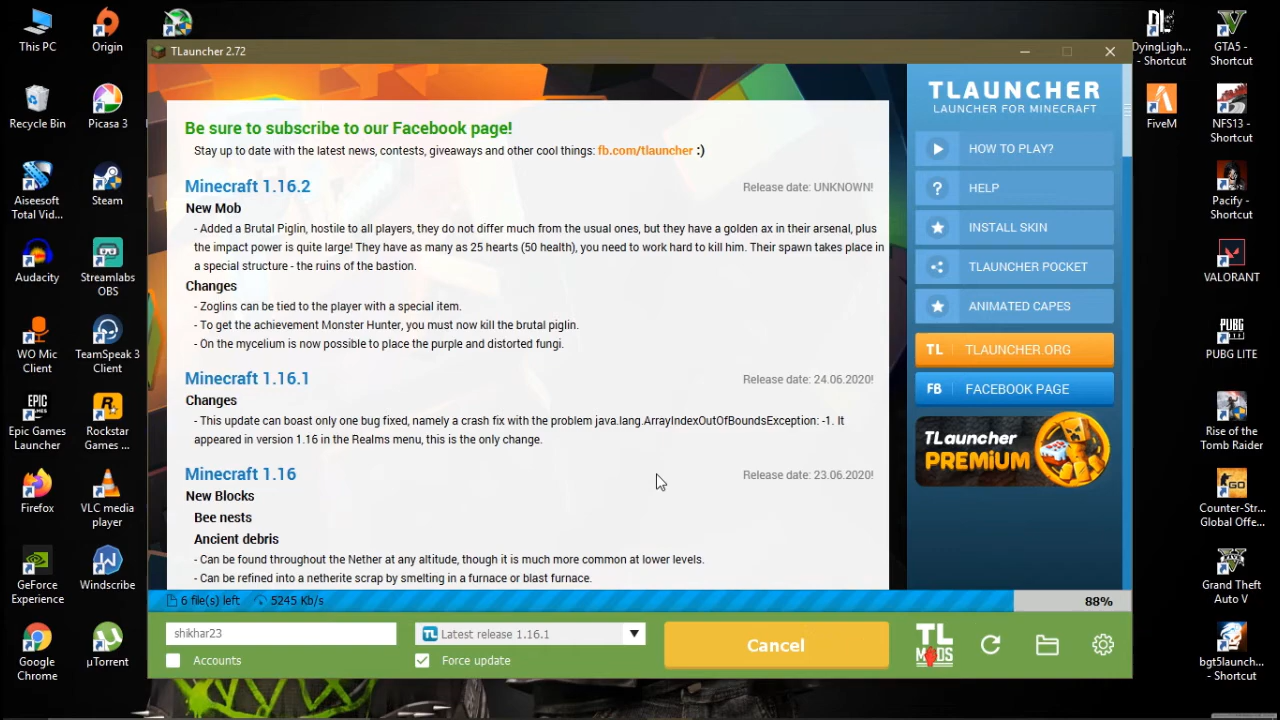 This PC
Origin
Recycle Bin
Picasa 3
Aiseesoft
Total Vid...
Steam
Audacity
Streamlabs
OBS
WO Mic
Client
TeamSpeak 3
Client
Epic Games
Launcher
Rockstar
Games ...
Firefox
VLC media
player
GeForce
Experience
Windscribe
Google
Chrome
µTorrent
TLauncher 2.72
Be sure to subscribe to our Facebook page!
Stay up to date with the latest news, contests, giveaways and other cool things: fb.com/tlauncher :)
Minecraft 1.16.2
Release date: UNKNOWN!
New Mob
- Added a Brutal Piglin, hostile to all players, they do not differ much from the usual ones, but they have a golden ax in their arsenal, plus
the impact power is quite large! They have as many as 25 hearts (50 health), you need to work hard to kill him. Their spawn takes place in
a special structure - the ruins of the bastion.
Changes
- Zoglins can be tied to the player with a special item.
- To get the achievement Monster Hunter, you must now kill the brutal piglin.
- On the mycelium is now possible to place the purple and distorted fungi.
Minecraft 1.16.1
Release date: 24.06.2020!
Changes
- This update can boast only one bug fixed, namely a crash fix with the problem java.lang.ArrayIndexOutOfBoundsException: -1. It
appeared in version 1.16 in the Realms menu, this is the only change.
Minecraft 1.16
Release date: 23.06.2020!
New Blocks
Bee nests
Ancient debris
- Can be found throughout the Nether at any altitude, though it is much more common at lower levels.
- Can be refined into a netherite scrap by smelting in a furnace or blast furnace.
TLAUNCHER
LAUNCHER FOR MINECRAFT
HOW TO PLAY?
HELP
INSTALL SKIN
TLAUNCHER POCKET
ANIMATED CAPES
TL TLAUNCHER.ORG
FB FACEBOOK PAGE
TLauncher
PREMIUM
6 file(s) left
5245 Kb/s
88%
shikhar23
TL Latest release 1.16.1
Cancel
TL
MODS
Accounts
Force update
DyingLigh...
- Shortcut
GTA5 -
Shortcut
FiveM
NFS13 -
Shortcut
Pacify -
Shortcut
VALORANT
PUBG
LITE
PUBG LITE
Rise of the
Tomb Raider
GO
Counter-Str...
Global Offe...
Grand Theft
Auto V
bgt5launch...
- Shortcut